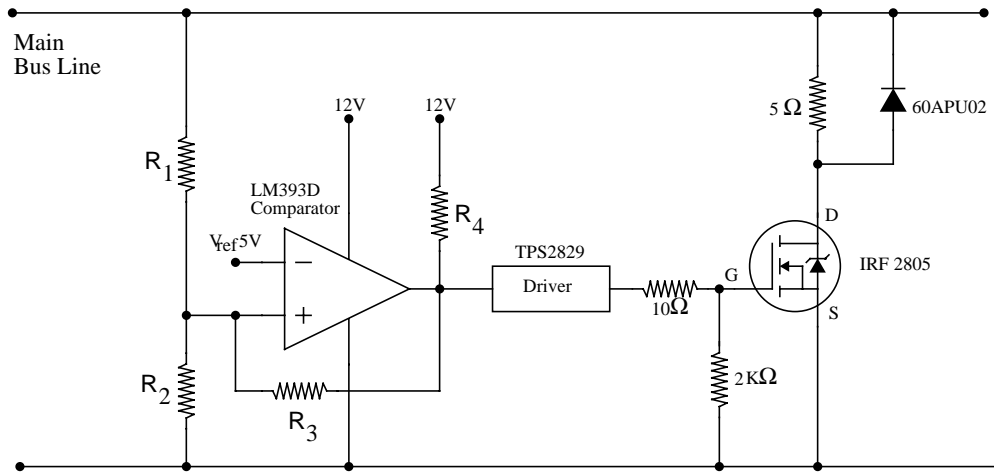 Main
Bus Line
12V
12V
5 Ω
60APU02
R1
LM393D
Comparator
R4
Vref5V
−
+
TPS2829
Driver
10Ω
G
D
IRF 2805
S
R2
R3
2KΩ